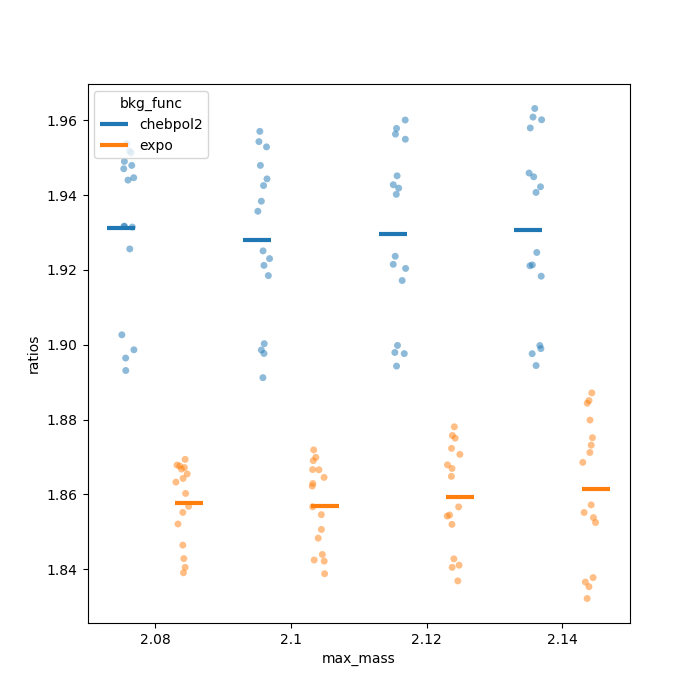 bkg_func
chebpol2
expo
1.96
1.94
1.92
1.90
1.88
1.86
1.84
ratios
2.08
2.1
2.12
2.14
max_mass